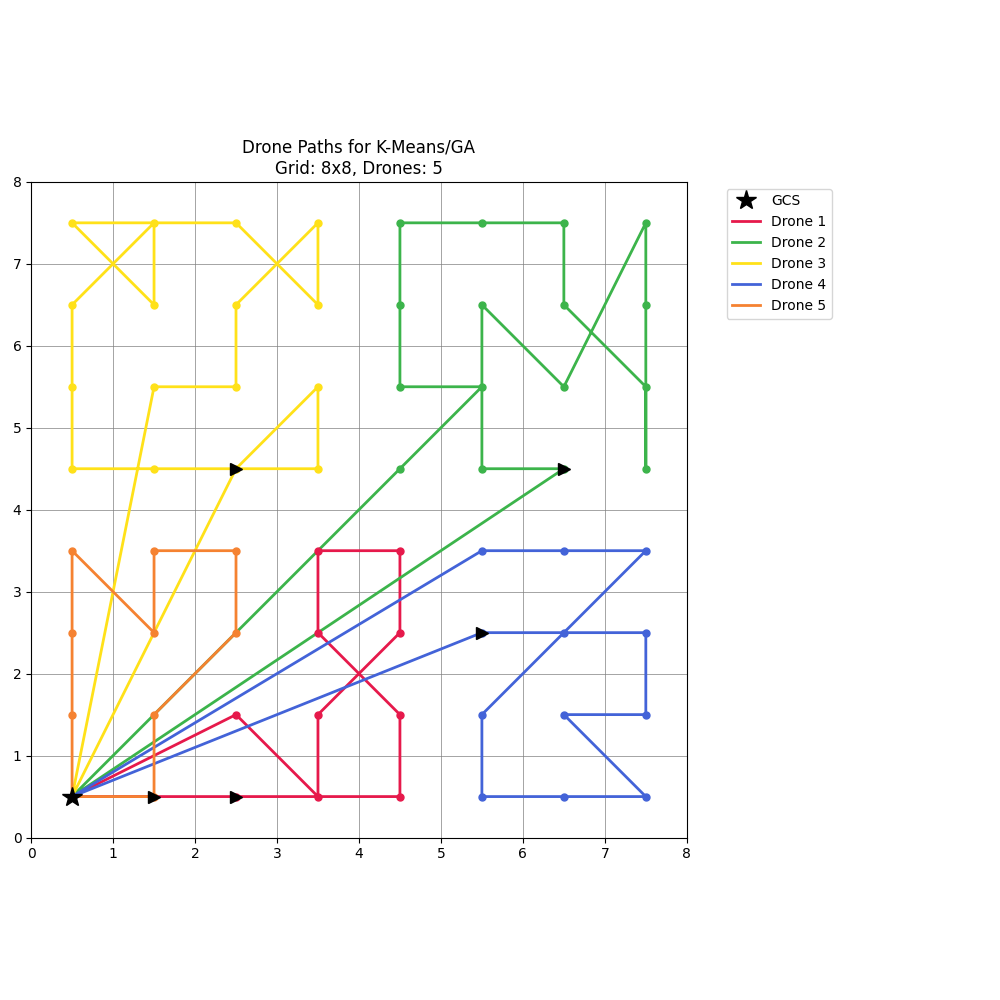 Drone Paths for K-Means/GA
Grid: 8x8, Drones: 5
GCS
Drone 1
Drone 2
Drone 3
Drone 4
Drone 5
8
7
6
5
4
3
2
1
0
0 1 2 3 4 5 6 7 8